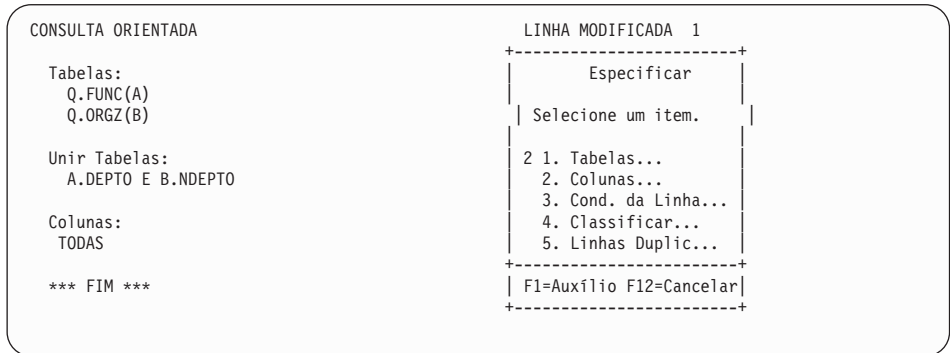 CONSULTA ORIENTADA                    LINHA MODIFICADA  1
                                    +-------------------------+
  Tabelas:                          |        Especificar      |
    Q.FUNC(A)                       |                         |
    Q.ORGZ(B)                       | Selecione um item.      |
                                    |                         |
  Unir Tabelas:                     | 2 1. Tabelas...         |
    A.DEPTO E B.NDEPTO              |   2. Colunas...         |
                                    |   3. Cond. da Linha...  |
  Colunas:                          |   4. Classificar...     |
   TODAS                            |   5. Linhas Duplic...   |
                                    +-------------------------+
  *** FIM ***                       | F1=Auxílio F12=Cancelar|
                                    +-------------------------+